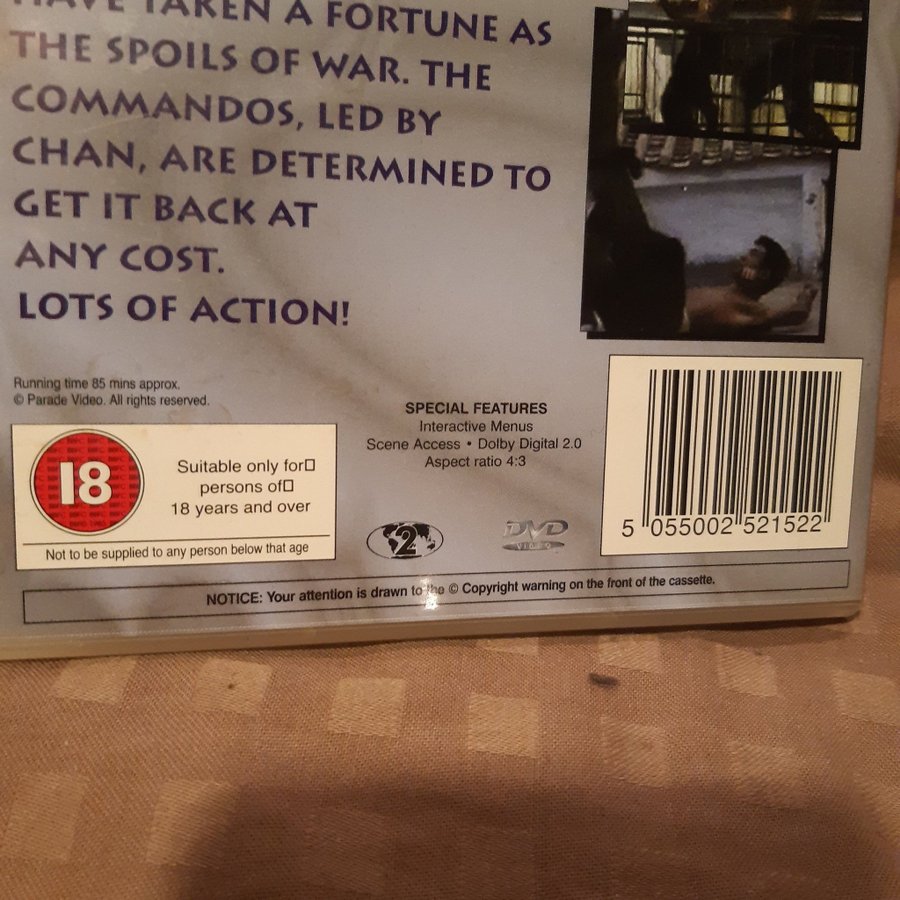 HAVE TAKEN A FORTUNE AS
THE SPOILS OF WAR. THE
COMMANDOS, LED BY
CHAN, ARE DETERMINED TO
GET IT BACK AT
ANY COST.
LOTS OF ACTION!
Running time 85 mins approx.
© Parade Video. All rights reserved.
18
Suitable only for□
persons of□
18 years and over
Not to be supplied to any person below that age
SPECIAL FEATURES
Interactive Menus
Scene Access • Dolby Digital 2.0
Aspect ratio 4:3
2
DVD
VIDEO
5 055002 521522
NOTICE: Your attention is drawn to the © Copyright warning on the front of the cassette.